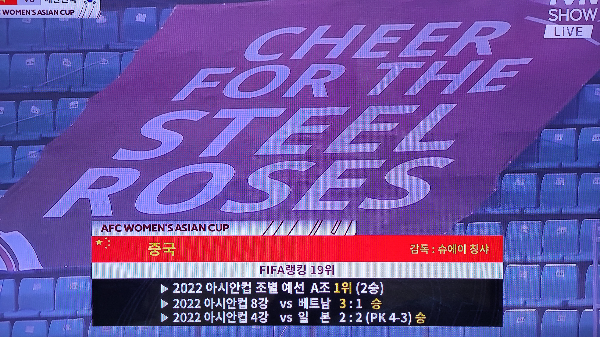 AFC WOMEN'S ASIAN CUP
SHOW
LIVE
CHEER
FOR THE
STEEL
ROSES
AFC WOMEN'S ASIAN CUP
중국 감독 : 슈에이 칭샤
FIFA랭킹 19위
▶ 2022 아시안컵 조별 예선 A조 1위 (2승)
▶ 2022 아시안컵 8강 vs 베트남 3 : 1 승
▶ 2022 아시안컵 4강 vs 일 본 2 : 2 (PK 4-3) 승